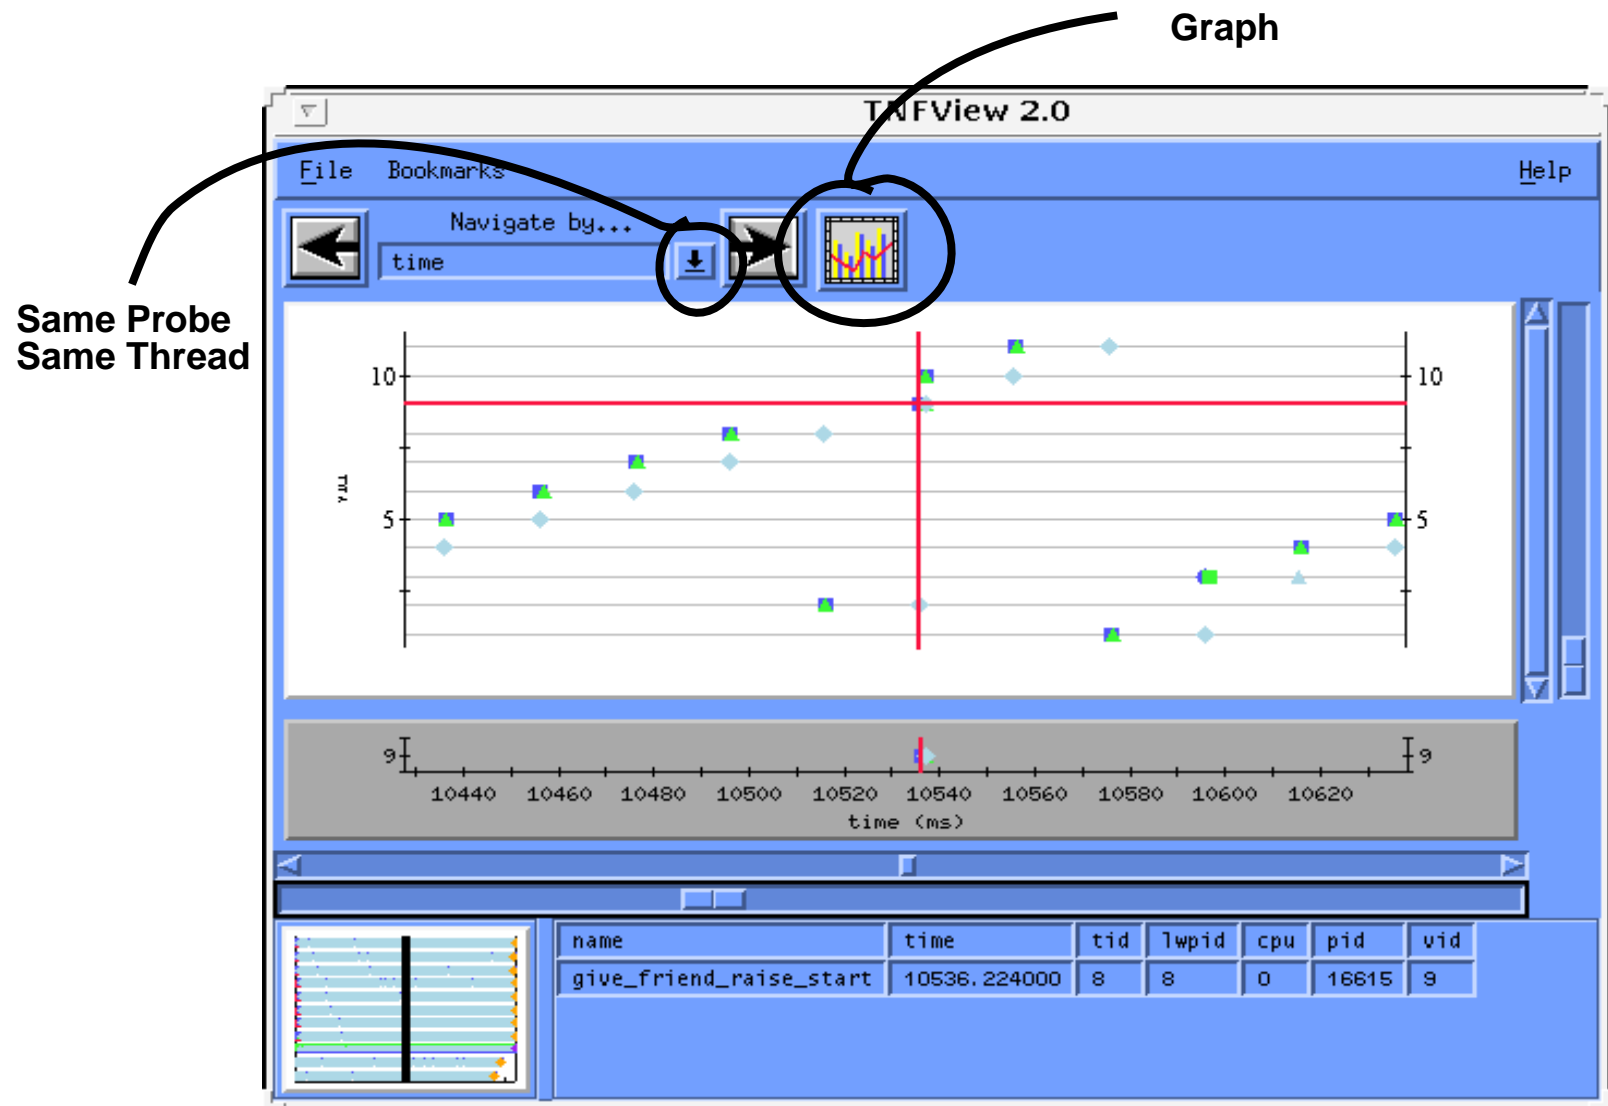 Graph
TNFView 2.0
File Bookmarks Help
Navigate by...
time
Same Probe
Same Thread
10 10
5 5
9 9
10440 10460 10480 10500 10520 10540 10560 10580 10600 10620
time (ms)
name time tid lwpid cpu pid vid
give_friend_raise_start 10536.224000 8 8 0 16615 9